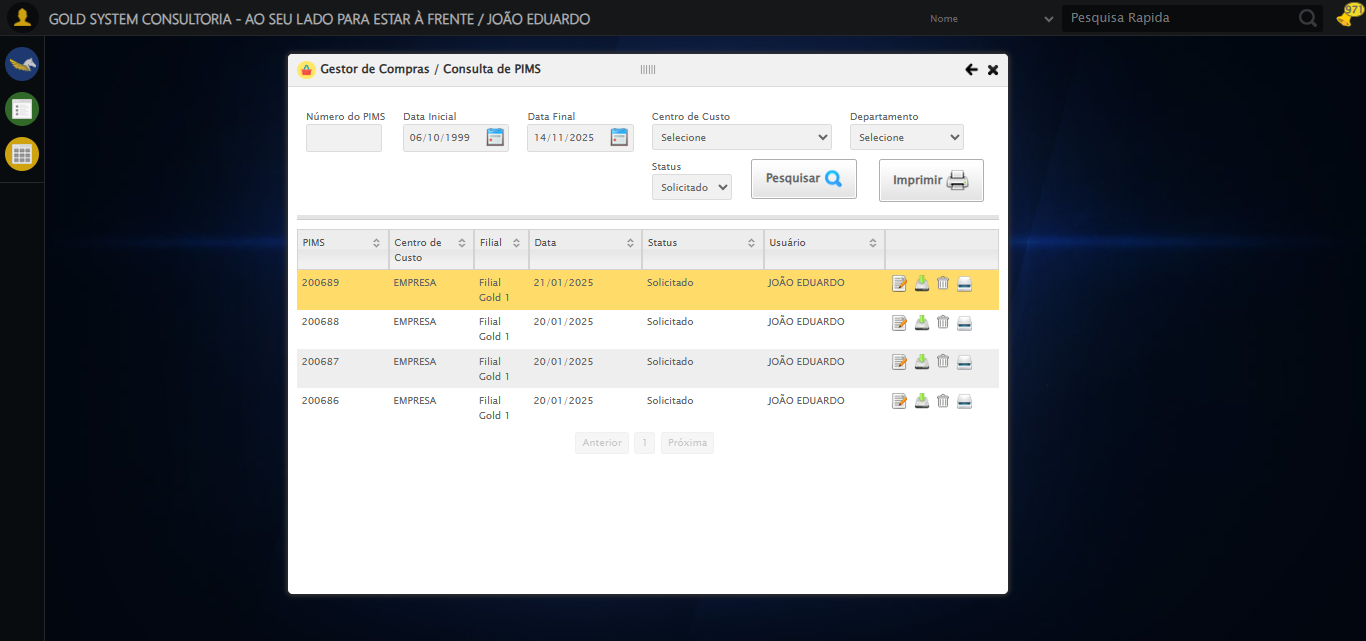 GOLD SYSTEM CONSULTORIA - AO SEU LADO PARA ESTAR À FRENTE / JOÃO EDUARDO
Nome
Pesquisa Rapida
971
Gestor de Compras / Consulta de PIMS
Número do PIMS
Data Inicial
Data Final
Centro de Custo
Departamento
06/10/1999
14/11/2025
Selecione
Selecione
Status
Solicitado
Pesquisar
Imprimir
PIMS
Centro de
Custo
Filial
Data
Status
Usuário
200689
EMPRESA
Filial
Gold 1
21/01/2025
Solicitado
JOÃO EDUARDO
200688
EMPRESA
Filial
Gold 1
20/01/2025
Solicitado
JOÃO EDUARDO
200687
EMPRESA
Filial
Gold 1
20/01/2025
Solicitado
JOÃO EDUARDO
200686
EMPRESA
Filial
Gold 1
20/01/2025
Solicitado
JOÃO EDUARDO
Anterior
1
Próxima